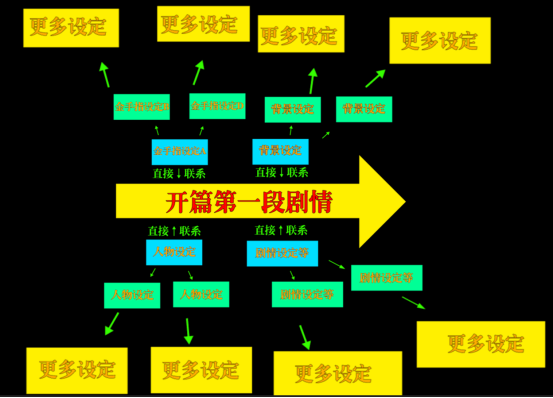 更多设定
更多设定
更多设定
更多设定
金手指设定B
金手指设定B
背景设定
背景设定
金手指设定A
背景设定
直接↓联系
直接↓联系
开篇第一段剧情
直接↑联系
直接↑联系
人物设定
剧情设定等
剧情设定等
人物设定
人物设定
剧情设定等
更多设定
更多设定
更多设定
更多设定